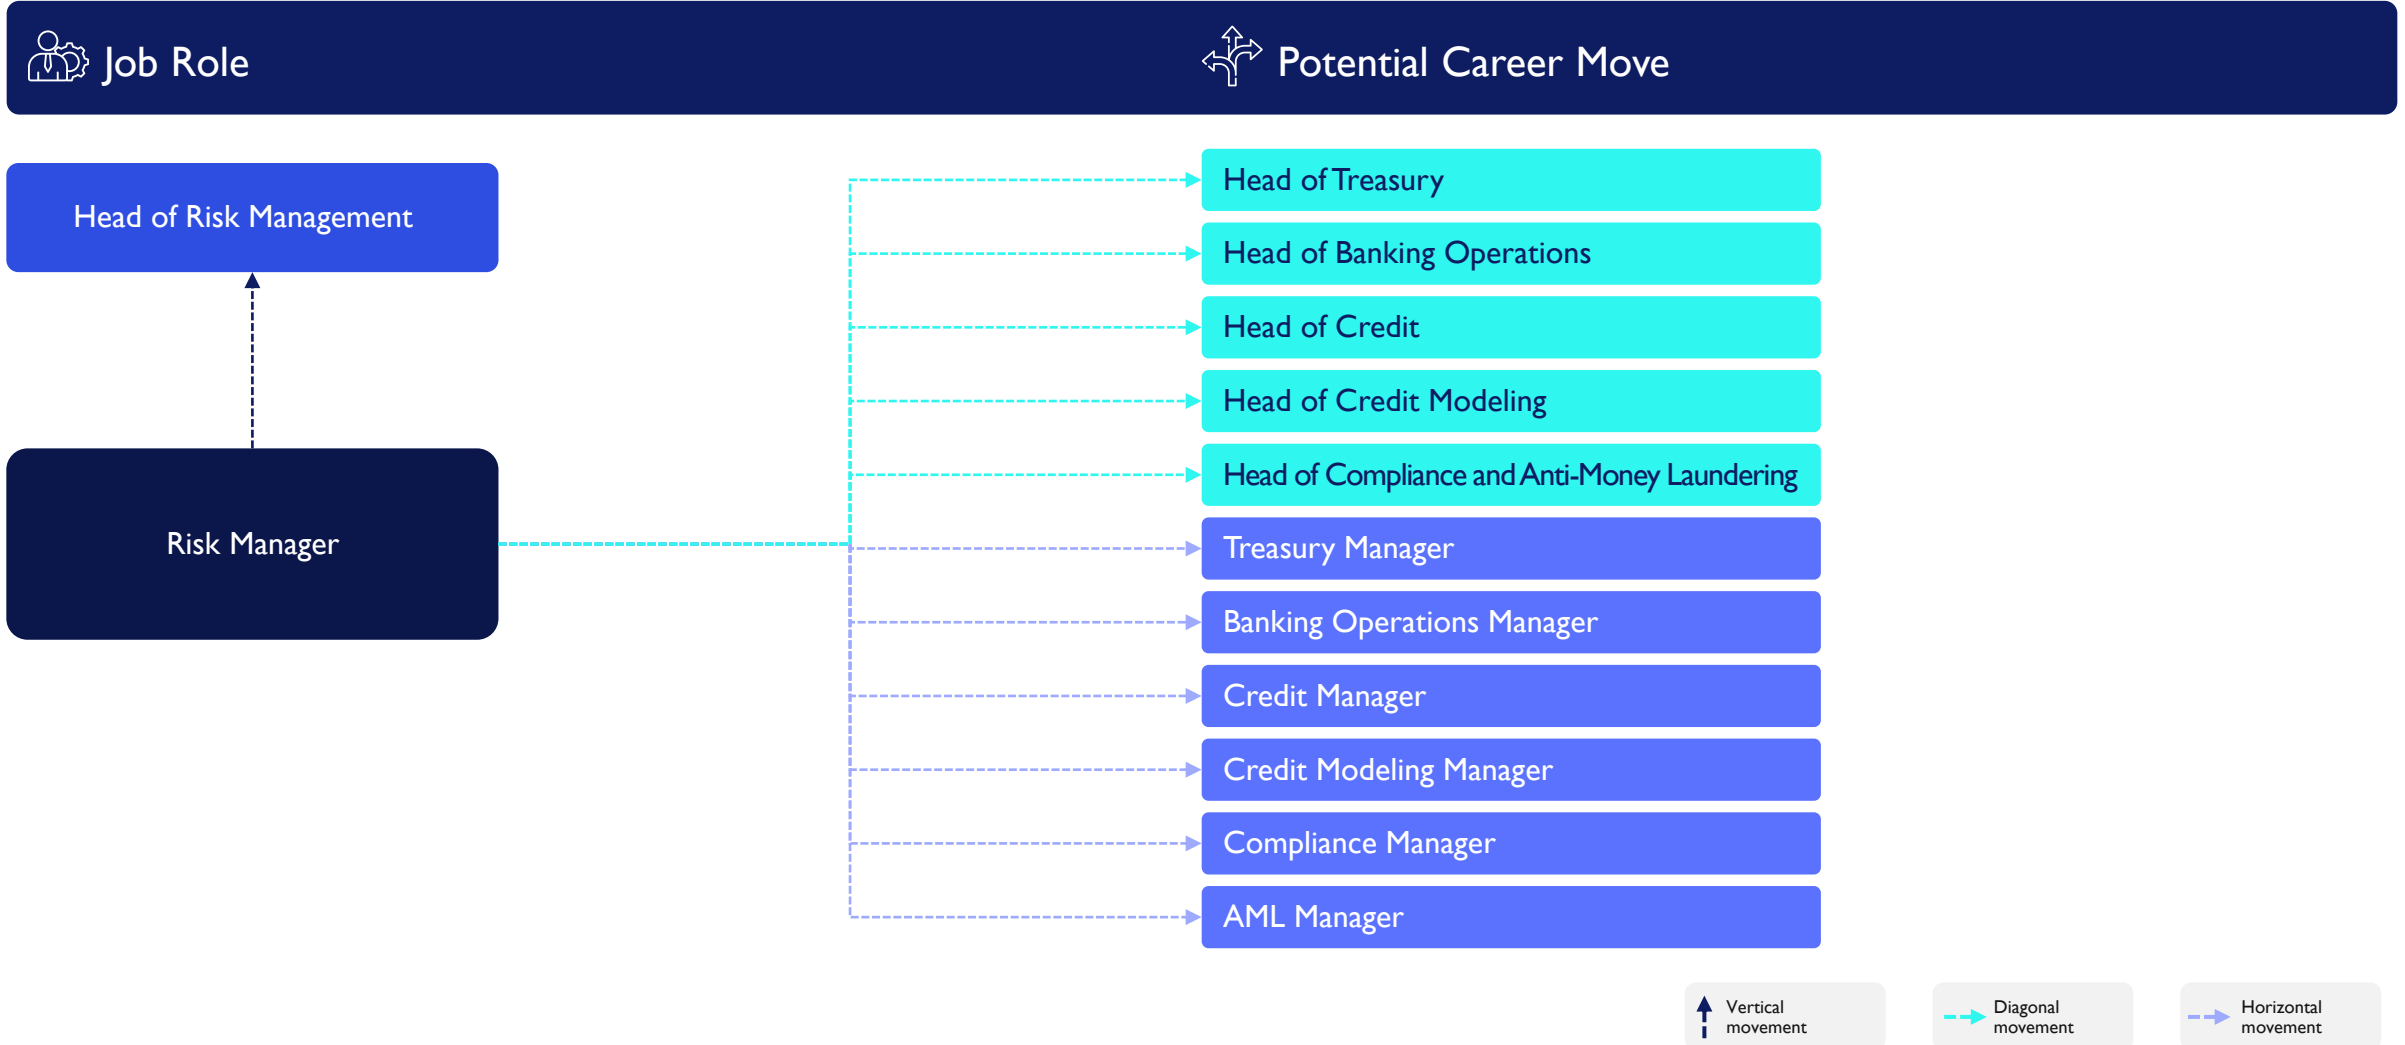 Job Role
Potential Career Move
Head of Risk Management
Risk Manager
Head of Treasury
Head of Banking Operations
Head of Credit
Head of Credit Modeling
Head of Compliance and Anti-Money Laundering
Treasury Manager
Banking Operations Manager
Credit Manager
Credit Modeling Manager
Compliance Manager
AML Manager
Vertical
movement
Diagonal
movement
Horizontal
movement